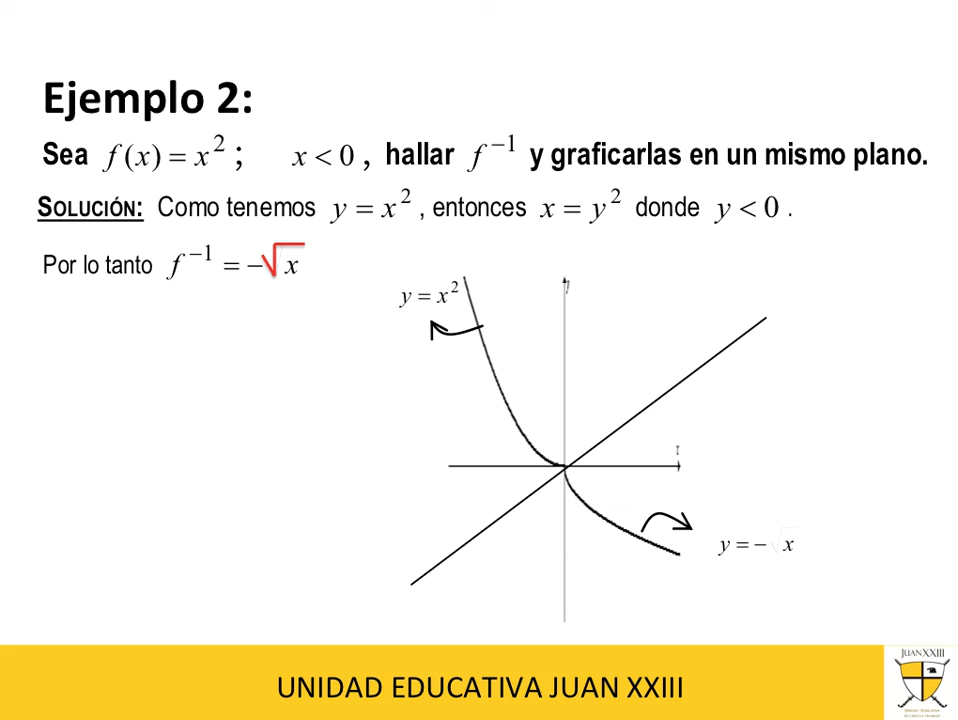 Ejemplo 2:
Sea f(x) = x² ; x < 0 , hallar f⁻¹ y graficarlas en un mismo plano.
SOLUCIÓN: Como tenemos y = x² , entonces x = y² donde y < 0 .
Por lo tanto f⁻¹ = −√x
y = x²
y
y = −√x
UNIDAD EDUCATIVA JUAN XXIII
JUAN XXIII